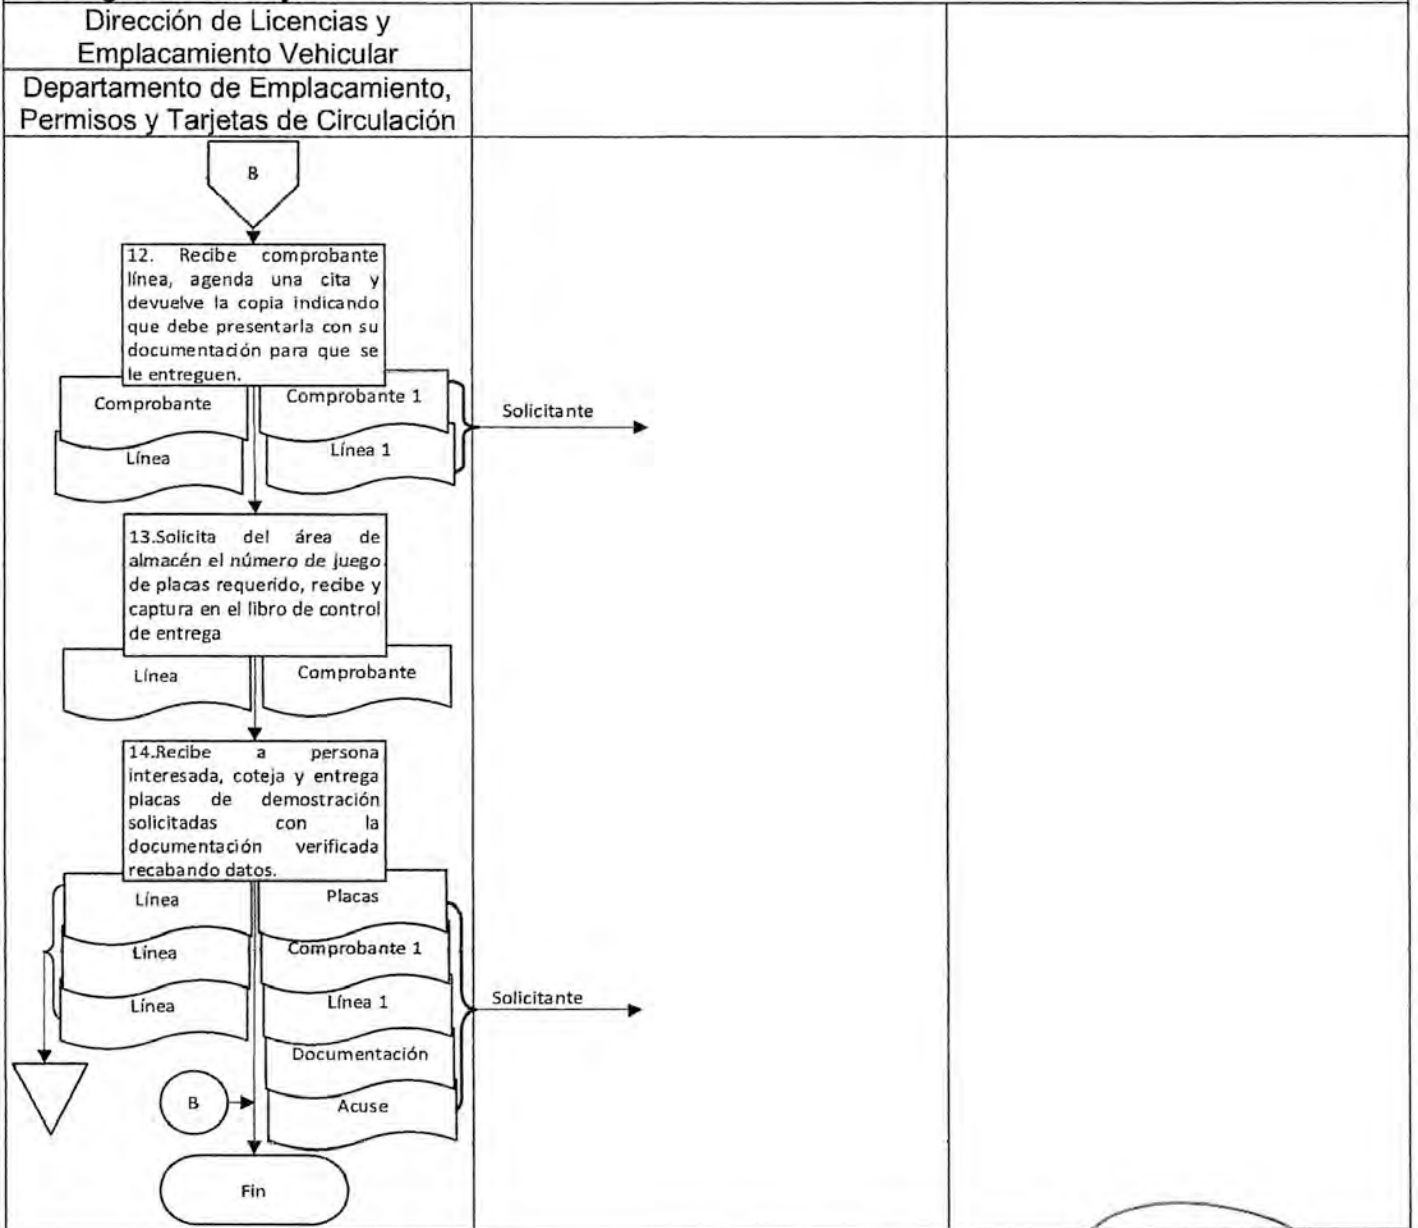 Dirección de Licencias y
Emplacamiento Vehicular
Departamento de Emplacamiento,
Permisos y Tarjetas de Circulación
B
12. Recibe comprobante
línea, agenda una cita y
devuelve la copia indicando
que debe presentarla con su
documentación para que se
le entreguen.
Comprobante
Comprobante 1
Línea
Línea 1
Solicitante
13.Solicita del área de
almacén el número de juego
de placas requerido, recibe y
captura en el libro de control
de entrega
Línea
Comprobante
14.Recibe a persona
interesada, coteja y entrega
placas de demostración
solicitadas con la
documentación verificada
recabando datos.
Línea
Placas
Línea
Comprobante 1
Línea
Línea 1
Solicitante
Documentación
B
Acuse
Fin